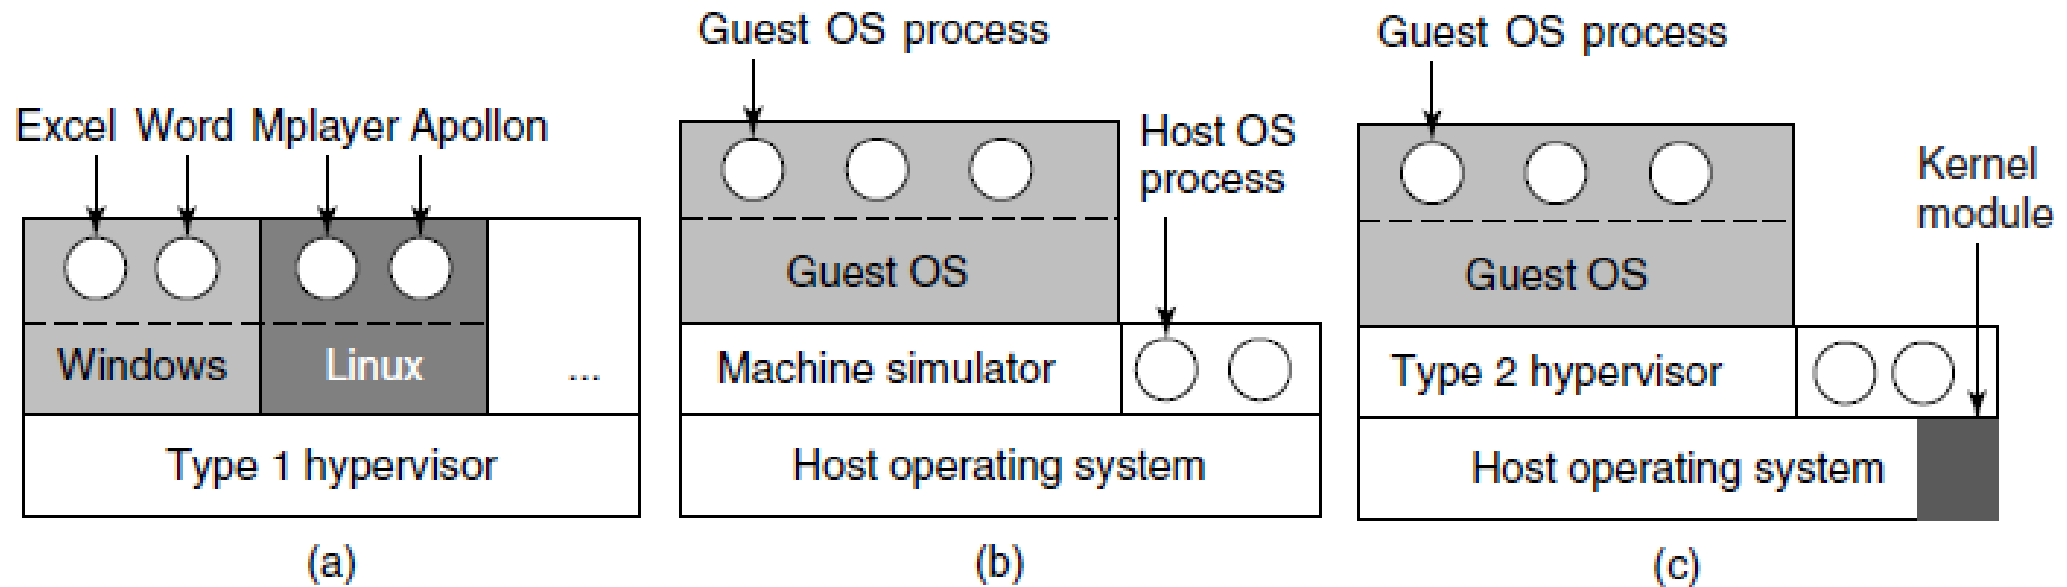 Excel Word Mplayer Apollon
Windows
Linux
...
Type 1 hypervisor
(a)
Guest OS process
Host OS
process
Guest OS
Machine simulator
Host operating system
(b)
Guest OS process
Kernel
module
Guest OS
Type 2 hypervisor
Host operating system
(c)